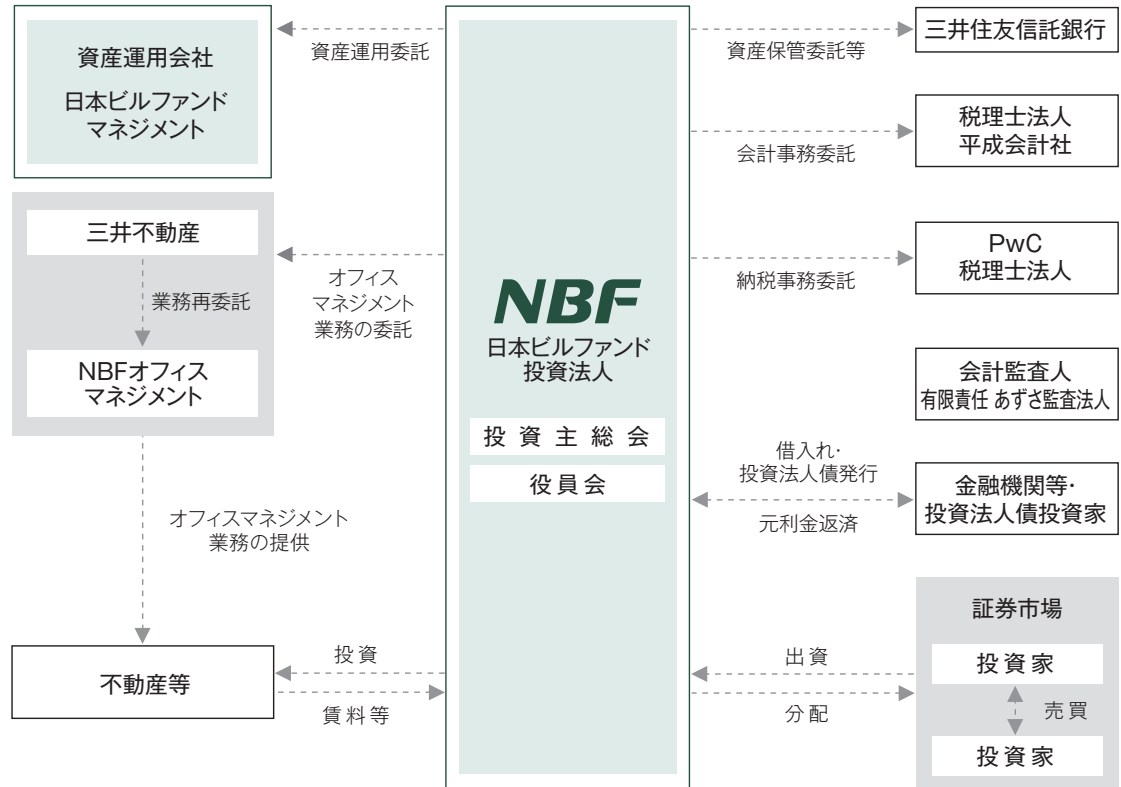 資産運用会社
日本ビルファンド
マネジメント
資産運用委託
三井不動産
業務再委託
NBFオフィス
マネジメント
オフィス
マネジメント
業務の委託
オフィスマネジメント
業務の提供
不動産等
投資
賃料等
NBF
日本ビルファンド
投資法人
投資主総会
役員会
資産保管委託等
三井住友信託銀行
会計事務委託
税理士法人
平成会計社
納税事務委託
PwC
税理士法人
会計監査人
有限責任 あずさ監査法人
借入れ・
投資法人債発行
元利金返済
金融機関等・
投資法人債投資家
出資
分配
証券市場
投資家
売買
投資家